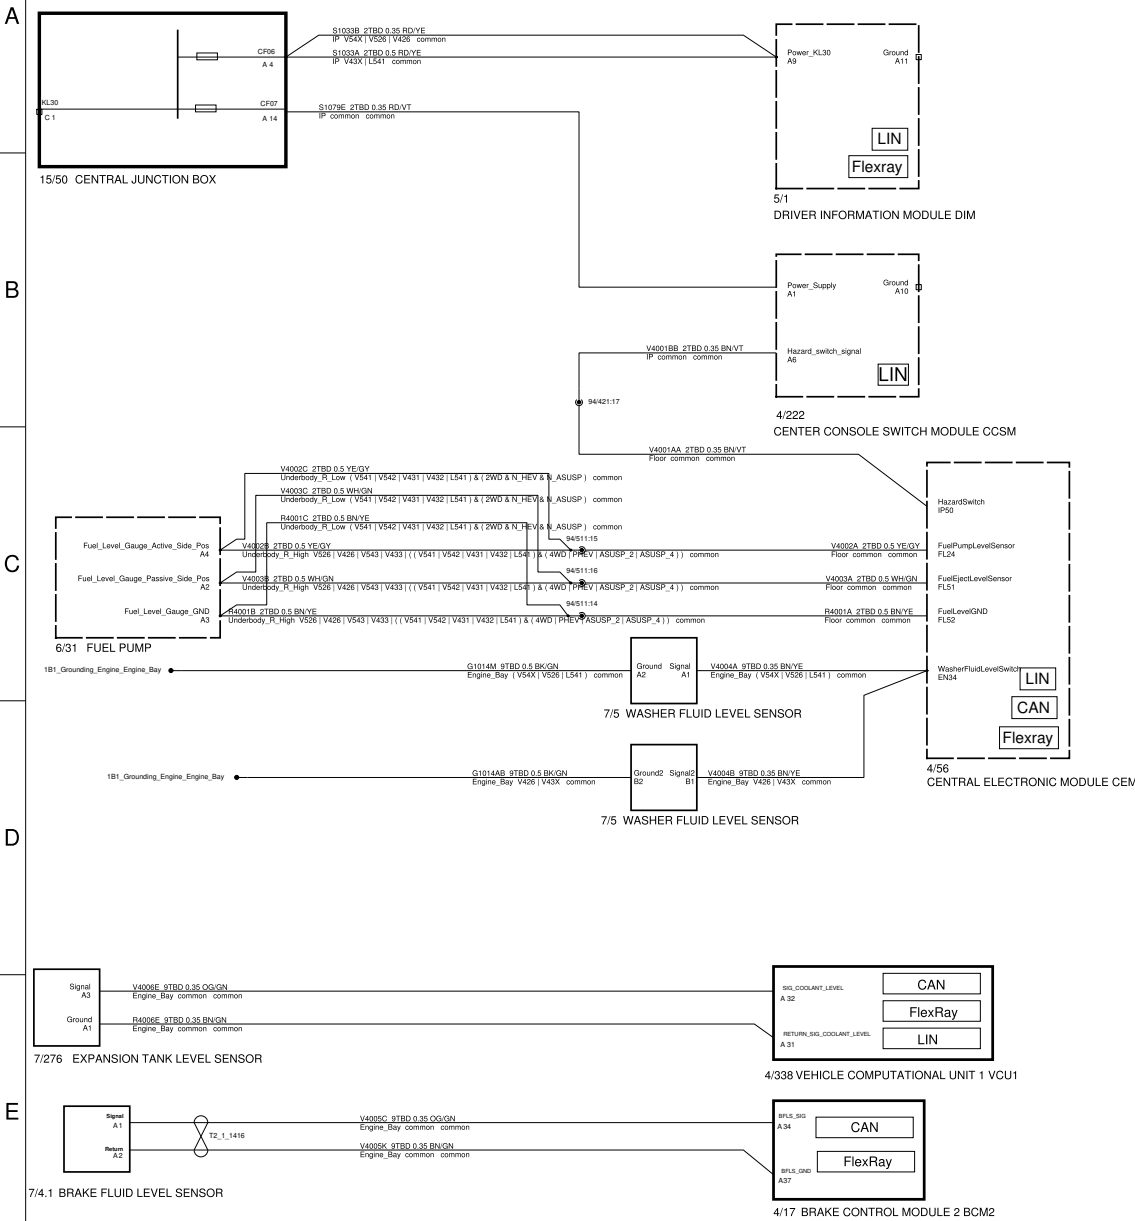 A
S1033B 2TBD 0.35 RD/YE
IP V54X | V526 | V426 common
CF06
A 4
S1033A 2TBD 0.5 RD/YE
IP V43X | L541 common
Power_KL30
A9
Ground
A11
KL30
C 1
CF07
A 14
S1079E 2TBD 0.35 RD/VT
IP common common
LIN
Flexray
15/50 CENTRAL JUNCTION BOX
5/1
DRIVER INFORMATION MODULE DIM
B
Power_Supply
A1
Ground
A10
V4001BB 2TBD 0.35 BN/VT
IP common common
Hazard_switch_signal
A6
LIN
94/421:17
4/222
CENTER CONSOLE SWITCH MODULE CCSM
V4001AA 2TBD 0.35 BN/VT
Floor common common
C
V4002C 2TBD 0.5 YE/GY
Underbody_R_Low ( V541 | V542 | V431 | V432 | L541 ) & ( 2WD & N_HEV & N_ASUSP ) common
V4003C 2TBD 0.5 WH/GN
Underbody_R_Low ( V541 | V542 | V431 | V432 | L541 ) & ( 2WD & N_HEV & N_ASUSP ) common
HazardSwitch
IP50
R4001C 2TBD 0.5 BN/YE
Underbody_R_Low ( V541 | V542 | V431 | V432 | L541 ) & ( 2WD & N_HEV & N_ASUSP ) common
94/511:15
Fuel_Level_Gauge_Active_Side_Pos
A4
V4002B 2TBD 0.5 YE/GY
Underbody_R_High V526 | V426 | V543 | V433 | ( ( V541 | V542 | V431 | V432 | L541 ) & ( 4WD | PHEV | ASUSP_2 | ASUSP_4 ) ) common
V4002A 2TBD 0.5 YE/GY
Floor common common
FuelPumpLevelSensor
FL24
94/511:16
Fuel_Level_Gauge_Passive_Side_Pos
A2
V4003B 2TBD 0.5 WH/GN
Underbody_R_High V526 | V426 | V543 | V433 | ( ( V541 | V542 | V431 | V432 | L541 ) & ( 4WD | PHEV | ASUSP_2 | ASUSP_4 ) ) common
V4003A 2TBD 0.5 WH/GN
Floor common common
FuelEjectLevelSensor
FL51
94/511:14
Fuel_Level_Gauge_GND
A3
R4001B 2TBD 0.5 BN/YE
Underbody_R_High V526 | V426 | V543 | V433 | ( ( V541 | V542 | V431 | V432 | L541 ) & ( 4WD | PHEV | ASUSP_2 | ASUSP_4 ) ) common
R4001A 2TBD 0.5 BN/YE
Floor common common
FuelLevelGND
FL52
6/31 FUEL PUMP
1B1_Grounding_Engine_Engine_Bay
G1014M 9TBD 0.5 BK/GN
Engine_Bay ( V54X | V526 | L541 ) common
Ground
A2
Signal
A1
V4004A 9TBD 0.35 BN/YE
Engine_Bay ( V54X | V526 | L541 ) common
WasherFluidLevelSwitch
EN34
LIN
CAN
Flexray
7/5 WASHER FLUID LEVEL SENSOR
4/56
CENTRAL ELECTRONIC MODULE CEM
D
1B1_Grounding_Engine_Engine_Bay
G1014AB 9TBD 0.5 BK/GN
Engine_Bay V426 | V43X common
Ground2
B2
Signal2
B1
V4004B 9TBD 0.35 BN/YE
Engine_Bay V426 | V43X common
7/5 WASHER FLUID LEVEL SENSOR
E
Signal
A3
V4006E 9TBD 0.35 OG/GN
Engine_Bay common common
SIG_COOLANT_LEVEL
A 32
CAN
FlexRay
LIN
Ground
A1
R4006E 9TBD 0.35 BN/GN
Engine_Bay common common
RETURN_SIG_COOLANT_LEVEL
A 31
7/276 EXPANSION TANK LEVEL SENSOR
4/338 VEHICLE COMPUTATIONAL UNIT 1 VCU1
Signal
A1
V4005C 9TBD 0.35 OG/GN
Engine_Bay common common
BFLS_SIG
A34
CAN
T2_1_1416
Return
A2
V4005K 9TBD 0.35 BN/GN
Engine_Bay common common
FlexRay
BFLS_GND
A37
7/4.1 BRAKE FLUID LEVEL SENSOR
4/17 BRAKE CONTROL MODULE 2 BCM2